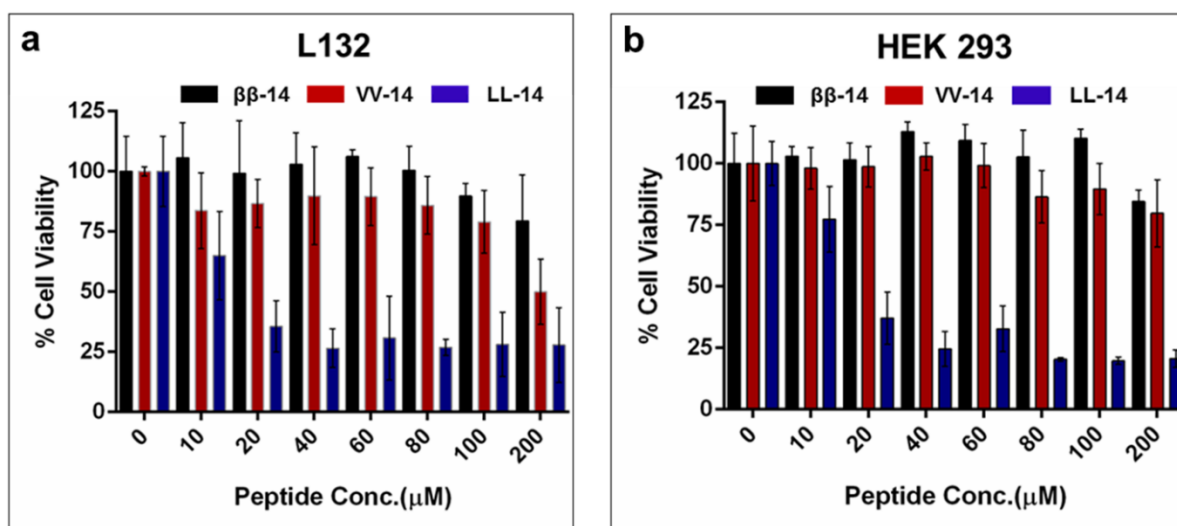 a
L132
ββ-14 VV-14 LL-14
125
100
75
50
25
0
% Cell Viability
0 10 20 40 60 80 100 200
Peptide Conc.(μM)
b
HEK 293
ββ-14 VV-14 LL-14
125
100
75
50
25
0
% Cell Viability
0 10 20 40 60 80 100 200
Peptide Conc.(μM)